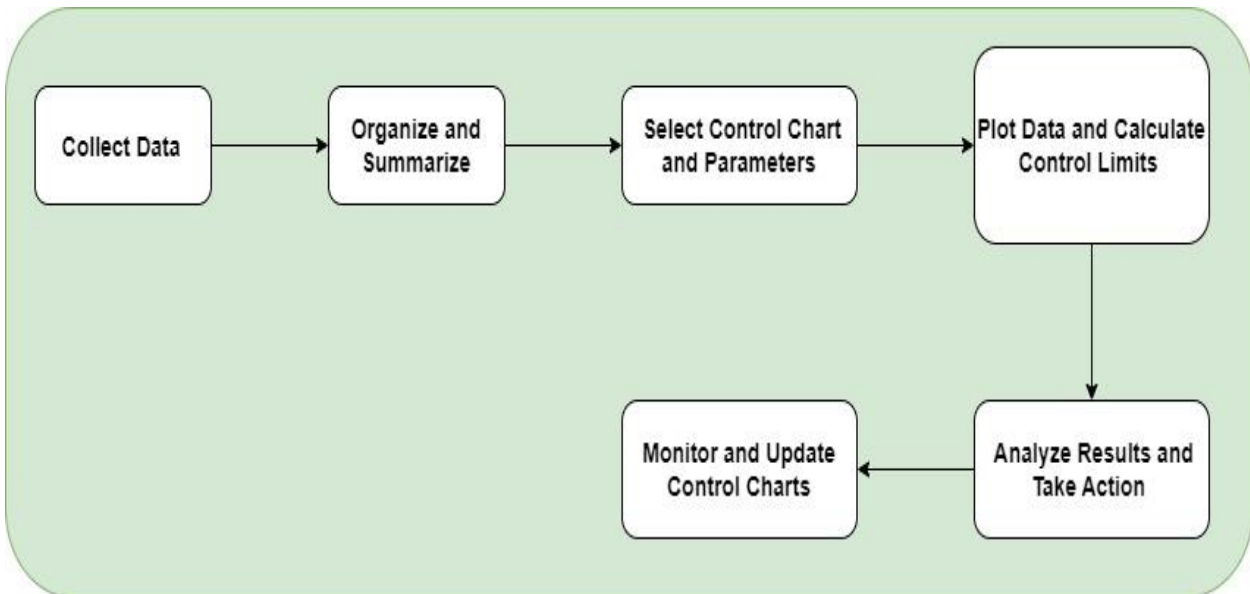 Collect Data
Organize and
Summarize
Select Control Chart
and Parameters
Plot Data and Calculate
Control Limits
Analyze Results and
Take Action
Monitor and Update
Control Charts